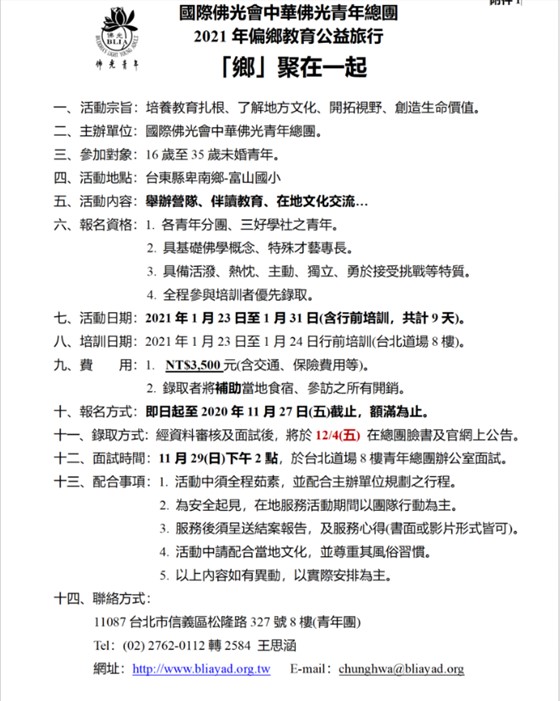 附件1
國際佛光會中華佛光青年總團
2021 年偏鄉教育公益旅行
「鄉」聚在一起
佛光
BLIA
佛光青年
一、活動宗旨：培養教育扎根、了解地方文化、開拓視野、創造生命價值。
二、主辦單位：國際佛光會中華佛光青年總團。
三、參加對象：16 歲至 35 歲未婚青年。
四、活動地點：台東縣卑南鄉-富山國小
五、活動內容：舉辦營隊、伴讀教育、在地文化交流…
六、報名資格：1. 各青年分團、三好學社之青年。
2. 具基礎佛學概念、特殊才藝專長。
3. 具備活潑、熱忱、主動、獨立、勇於接受挑戰等特質。
4. 全程參與培訓者優先錄取。
七、活動日期：2021 年 1 月 23 日至 1 月 31 日(含行前培訓，共計 9 天)。
八、培訓日期：2021 年 1 月 23 日至 1 月 24 日行前培訓(台北道場 8 樓)。
九、費　　用：1. NT$3,500 元(含交通、保險費用等)。
2. 錄取者將補助當地食宿、參訪之所有開銷。
十、報名方式：即日起至 2020 年 11 月 27 日(五)截止，額滿為止。
十一、錄取方式：經資料審核及面試後，將於 12/4(五) 在總團臉書及官網上公告。
十二、面試時間：11 月 29(日)下午 2 點，於台北道場 8 樓青年總團辦公室面試。
十三、配合事項：1. 活動中須全程茹素，並配合主辦單位規劃之行程。
2. 為安全起見，在地服務活動期間以團隊行動為主。
3. 服務後須呈送結案報告，及服務心得(書面或影片形式皆可)。
4. 活動中請配合當地文化，並尊重其風俗習慣。
5. 以上內容如有異動，以實際安排為主。
十四、聯絡方式：
11087 台北市信義區松隆路 327 號 8 樓(青年團)
Tel：(02) 2762-0112 轉 2584 王思涵
網址：http://www.bliayad.org.tw E-mail：chunghwa@bliayad.org